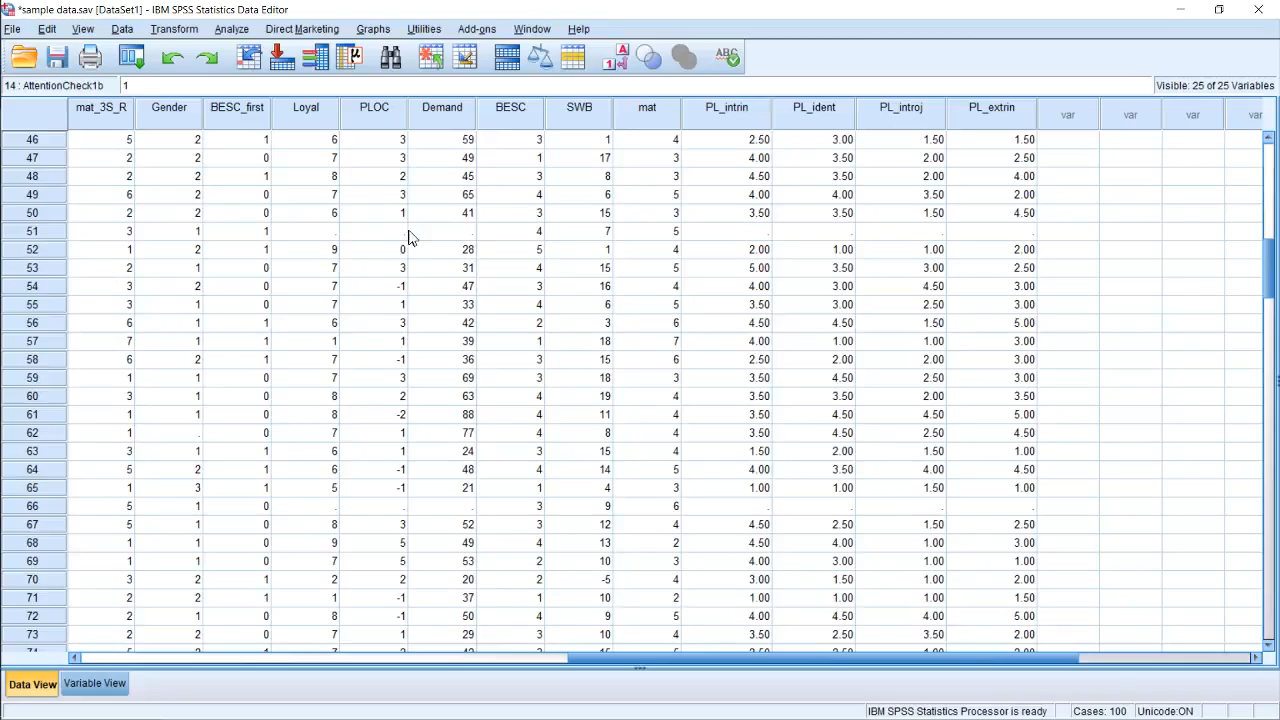 *sample data.sav [DataSet1] - IBM SPSS Statistics Data Editor
File Edit View Data Transform Analyze Direct Marketing Graphs Utilities Add-ons Window Help
14 : AttentionCheck1b 1 Visible: 25 of 25 Variables
mat_3S_R Gender BESC_first Loyal PLOC Demand BESC SWB mat PL_intrin PL_ident PL_introj PL_extrin var var var var
46 5 2 1 6 3 59 3 1 4 2.50 3.00 1.50 1.50
47 2 2 0 7 3 49 1 17 3 4.00 3.50 2.00 2.50
48 2 2 1 8 2 45 3 8 3 4.50 3.50 2.00 4.00
49 6 2 0 7 3 65 4 6 5 4.00 4.00 3.50 2.00
50 2 2 0 6 1 41 3 15 3 3.50 3.50 1.50 4.50
51 3 1 1 . . . 4 7 5 . . . .
52 1 2 1 9 0 28 5 1 4 2.00 1.00 1.00 2.00
53 2 1 0 7 3 31 4 15 5 5.00 3.50 3.00 2.50
54 3 2 0 7 -1 47 3 16 4 4.00 3.00 4.50 3.00
55 3 1 0 7 1 33 4 6 5 3.50 3.00 2.50 3.00
56 6 1 1 6 3 42 2 3 6 4.50 4.50 1.50 5.00
57 7 1 1 1 1 39 1 18 7 4.00 1.00 1.00 3.00
58 6 2 1 7 -1 36 3 15 6 2.50 2.00 2.00 3.00
59 1 1 0 7 3 69 3 18 3 3.50 4.50 2.50 3.00
60 3 1 0 8 2 63 4 19 4 3.50 3.50 2.00 3.50
61 1 1 0 8 -2 88 4 11 4 3.50 4.50 4.50 5.00
62 1 . 0 7 1 77 4 8 4 3.50 4.50 2.50 4.50
63 3 1 1 6 1 24 3 15 4 1.50 2.00 1.50 1.00
64 5 2 1 6 -1 48 4 14 5 4.00 3.50 4.00 4.50
65 1 3 1 5 -1 21 1 4 3 1.00 1.00 1.50 1.00
66 5 1 0 . . . 3 9 6 . . . .
67 5 1 0 8 3 52 3 12 4 4.50 2.50 1.50 2.50
68 1 1 0 9 5 49 4 13 2 4.50 4.00 1.00 3.00
69 1 1 0 7 5 53 2 10 3 4.00 3.00 1.00 1.00
70 3 2 1 2 2 20 2 -5 4 3.00 1.50 1.00 2.00
71 2 2 1 1 -1 37 1 10 2 1.00 1.00 1.00 1.50
72 2 1 0 8 -1 50 4 9 5 4.00 4.50 4.00 5.00
73 2 2 0 7 1 29 3 10 4 3.50 2.50 3.50 2.00
Data View Variable View
IBM SPSS Statistics Processor is ready Cases: 100 Unicode:ON